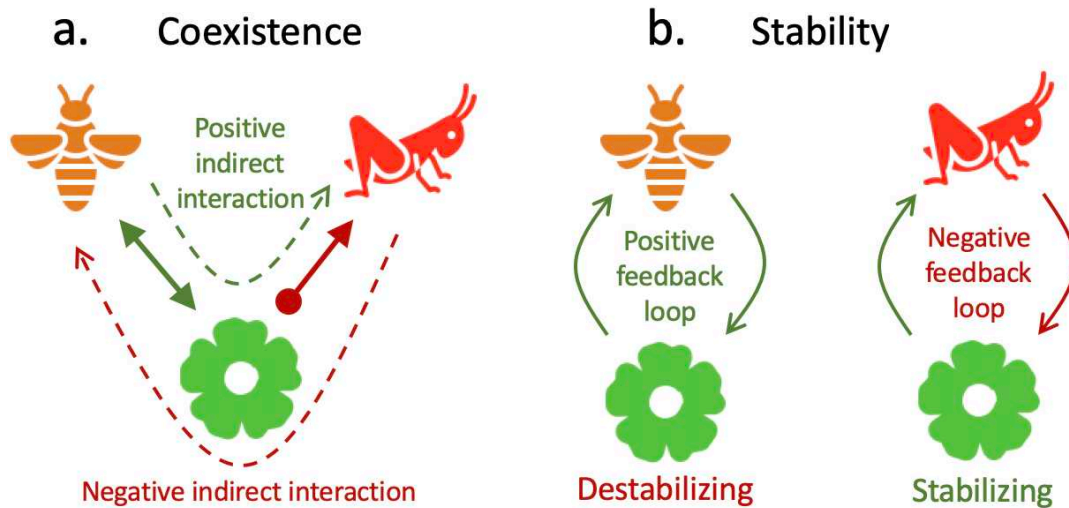 a. Coexistence
Positive
indirect
interaction
Negative indirect interaction
b. Stability
Positive
feedback
loop
Destabilizing
Negative
feedback
loop
Stabilizing